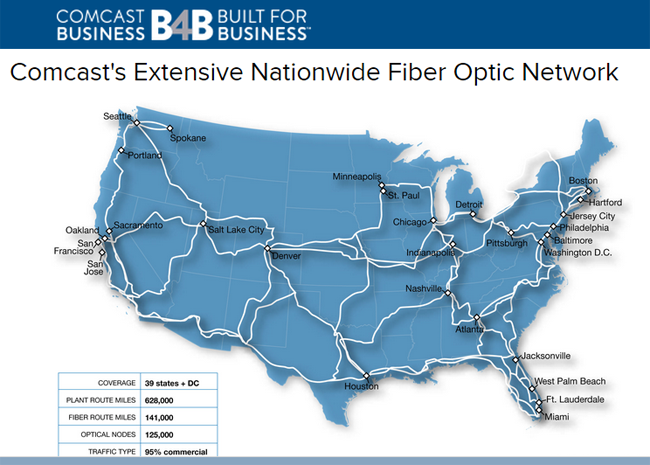 COMCAST B4B BUILT FOR
BUSINESS BUSINESS™
Comcast's Extensive Nationwide Fiber Optic Network
Seattle
Spokane
Portland
Minneapolis
St. Paul
Boston
Hartford
Detroit
Jersey City
Chicago
Philadelphia
Oakland
Sacramento
Salt Lake City
Pittsburgh
Baltimore
San
Francisco
Denver
Indianapolis
Washington D.C.
San
Jose
Nashville
Atlanta
Jacksonville
Houston
West Palm Beach
Ft. Lauderdale
Miami
COVERAGE 39 states + DC
PLANT ROUTE MILES 628,000
FIBER ROUTE MILES 141,000
OPTICAL NODES 125,000
TRAFFIC TYPE 95% commercial